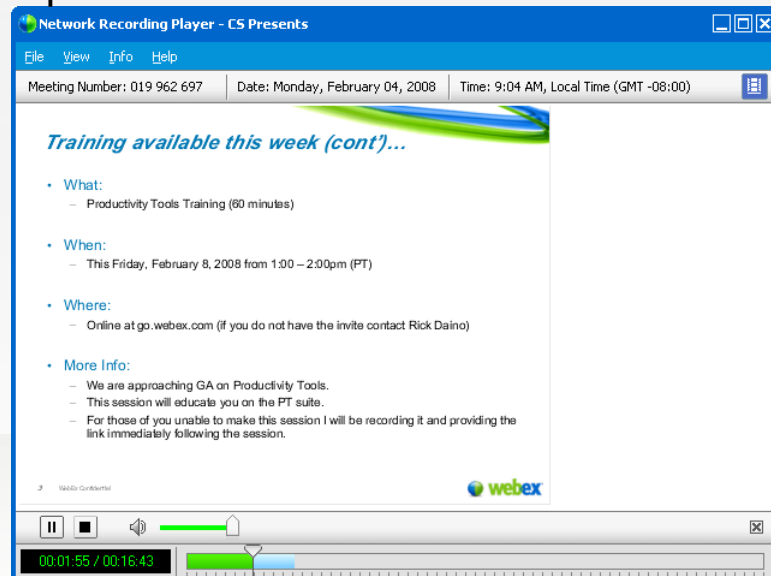 Network Recording Player - CS Presents
File View Info Help
Meeting Number: 019 962 697 Date: Monday, February 04, 2008 Time: 9:04 AM, Local Time (GMT -08:00)
Training available this week (cont')...
• What:
– Productivity Tools Training (60 minutes)
• When:
– This Friday, February 8, 2008 from 1:00 – 2:00pm (PT)
• Where:
– Online at go.webex.com (if you do not have the invite contact Rick Daino)
• More Info:
– We are approaching GA on Productivity Tools.
– This session will educate you on the PT suite.
– For those of you unable to make this session I will be recording it and providing the
link immediately following the session.
3 WebEx Confidential
webex
00:01:55 / 00:16:43